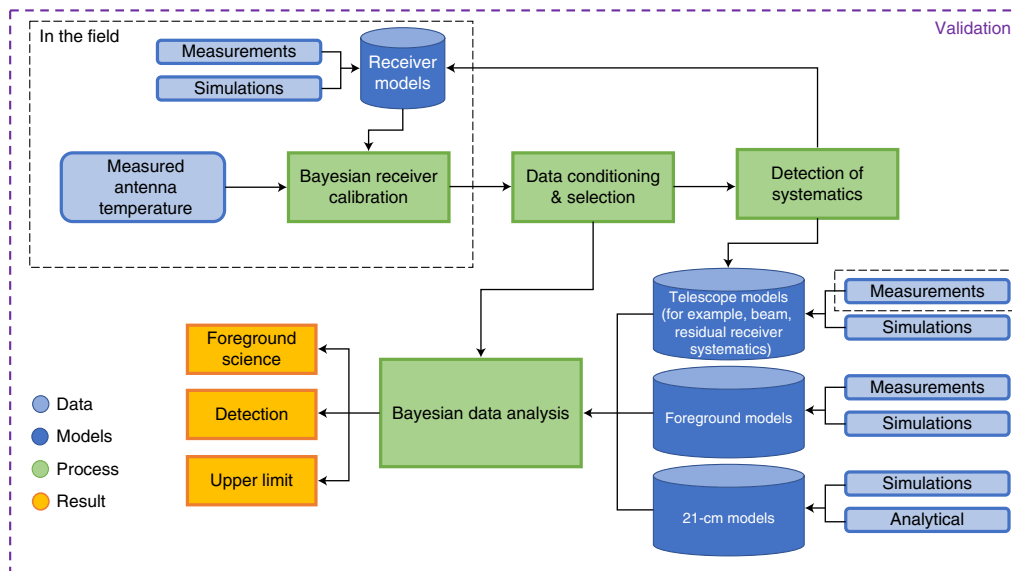 Validation
In the field
Measurements
Simulations
Receiver
models
Measured
antenna
temperature
Bayesian receiver
calibration
Data conditioning
& selection
Detection of
systematics
Telescope models
(for example, beam,
residual receiver
systematics)
Measurements
Simulations
Foreground
science
Detection
Upper limit
Bayesian data analysis
Foreground models
Measurements
Simulations
21-cm models
Simulations
Analytical
Data
Models
Process
Result